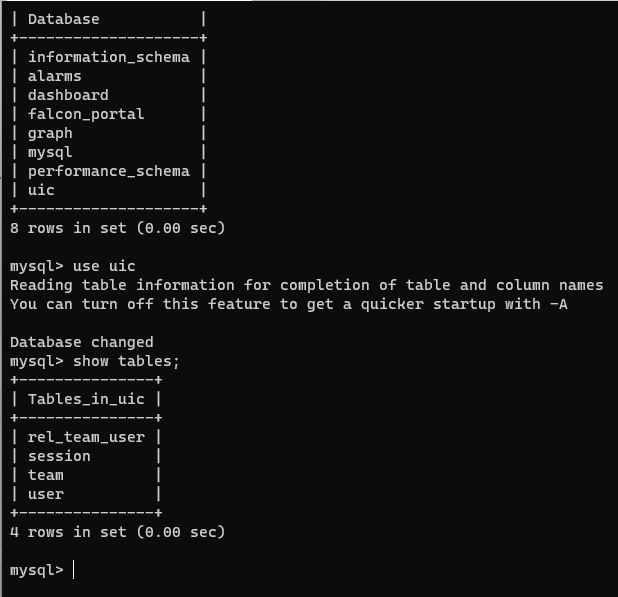 | Database           |
+--------------------+
| information_schema |
| alarms             |
| dashboard          |
| falcon_portal      |
| graph              |
| mysql              |
| performance_schema |
| uic                |
+--------------------+
8 rows in set (0.00 sec)
mysql> use uic
Reading table information for completion of table and column names
You can turn off this feature to get a quicker startup with -A
Database changed
mysql> show tables;
+---------------+
| Tables_in_uic |
+---------------+
| rel_team_user |
| session       |
| team          |
| user          |
+---------------+
4 rows in set (0.00 sec)
mysql>